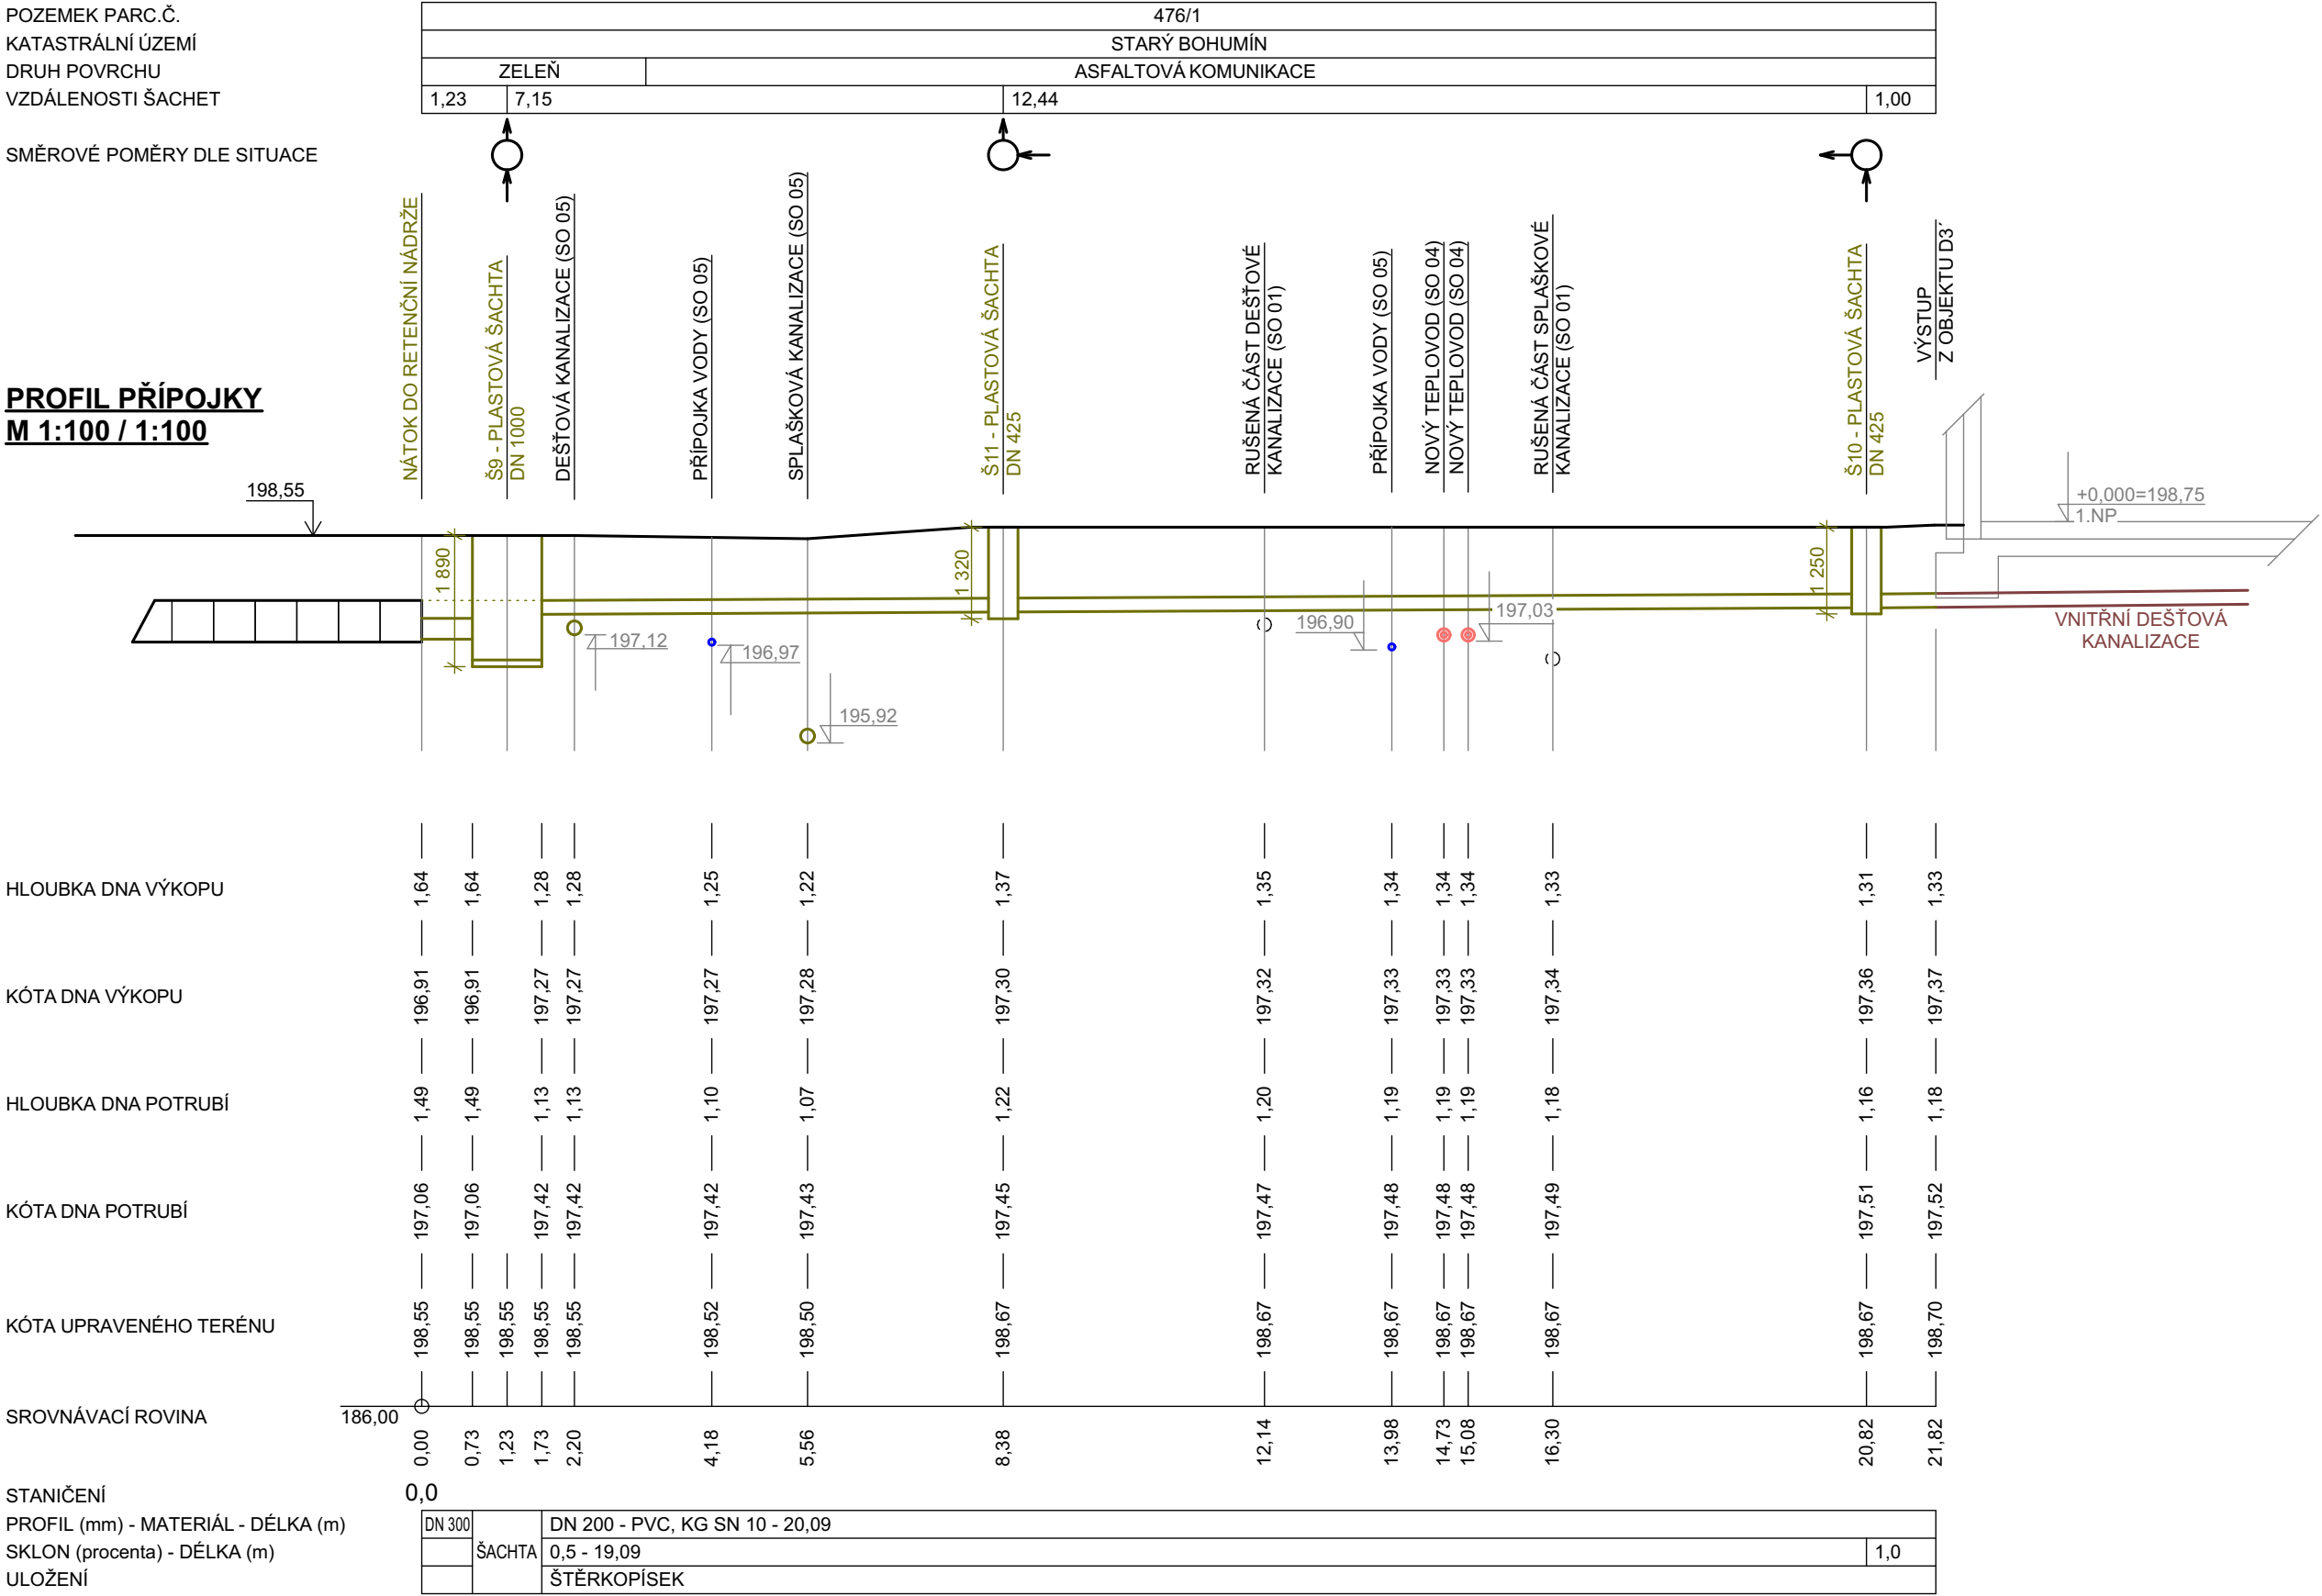 POZEMEK PARC.Č.
476/1
KATASTRÁLNÍ ÚZEMÍ
STARÝ BOHUMÍN
DRUH POVRCHU
ZELEŇ
ASFALTOVÁ KOMUNIKACE
VZDÁLENOSTI ŠACHET
1,23
7,15
12,44
1,00
SMĚROVÉ POMĚRY DLE SITUACE
NÁTOK DO RETENČNÍ NÁDRŽE
Š9 - PLASTOVÁ ŠACHTA
DN 1000
DEŠŤOVÁ KANALIZACE (SO 05)
PŘÍPOJKA VODY (SO 05)
SPLAŠKOVÁ KANALIZACE (SO 05)
Š11 - PLASTOVÁ ŠACHTA
DN 425
RUŠENÁ ČÁST DEŠŤOVÉ
KANALIZACE (SO 01)
PŘÍPOJKA VODY (SO 05)
NOVÝ TEPLOVOD (SO 04)
NOVÝ TEPLOVOD (SO 04)
RUŠENÁ ČÁST SPLAŠKOVÉ
KANALIZACE (SO 01)
Š10 - PLASTOVÁ ŠACHTA
DN 425
VÝSTUP
Z OBJEKTU D3´
PROFIL PŘÍPOJKY
M 1:100 / 1:100
198,55
+0,000=198,75
1.NP
1 890
1 320
1 250
197,12
196,97
195,92
196,90
197,03
VNITŘNÍ DEŠŤOVÁ
KANALIZACE
HLOUBKA DNA VÝKOPU
1,64
1,64
1,28
1,28
1,25
1,22
1,37
1,35
1,34
1,34
1,34
1,33
1,31
1,33
KÓTA DNA VÝKOPU
196,91
196,91
197,27
197,27
197,27
197,28
197,30
197,32
197,33
197,33
197,33
197,34
197,36
197,37
HLOUBKA DNA POTRUBÍ
1,49
1,49
1,13
1,13
1,10
1,07
1,22
1,20
1,19
1,19
1,19
1,18
1,16
1,18
KÓTA DNA POTRUBÍ
197,06
197,06
197,42
197,42
197,42
197,43
197,45
197,47
197,48
197,48
197,48
197,49
197,51
197,52
KÓTA UPRAVENÉHO TERÉNU
198,55
198,55
198,55
198,55
198,55
198,52
198,50
198,67
198,67
198,67
198,67
198,67
198,67
198,67
198,70
SROVNÁVACÍ ROVINA
186,00
0,00
0,73
1,23
1,73
2,20
4,18
5,56
8,38
12,14
13,98
14,73
15,08
16,30
20,82
21,82
STANIČENÍ
0,0
PROFIL (mm) - MATERIÁL - DÉLKA (m)
DN 300
DN 200 - PVC, KG SN 10 - 20,09
SKLON (procenta) - DÉLKA (m)
ŠACHTA
0,5 - 19,09
1,0
ULOŽENÍ
ŠTĚRKOPÍSEK